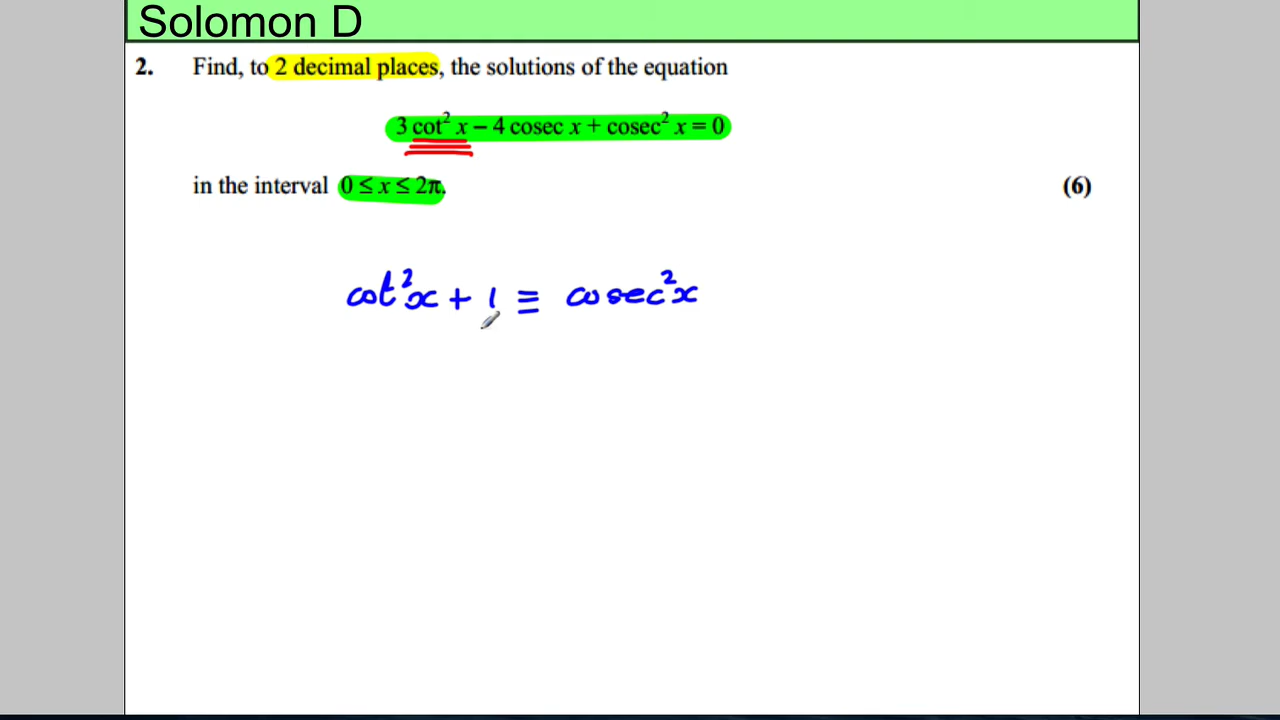 Solomon D
2. Find, to 2 decimal places, the solutions of the equation
3 cot² x – 4 cosec x + cosec² x = 0
in the interval 0 ≤ x ≤ 2π. (6)
cot²x + 1 ≡ cosec²x